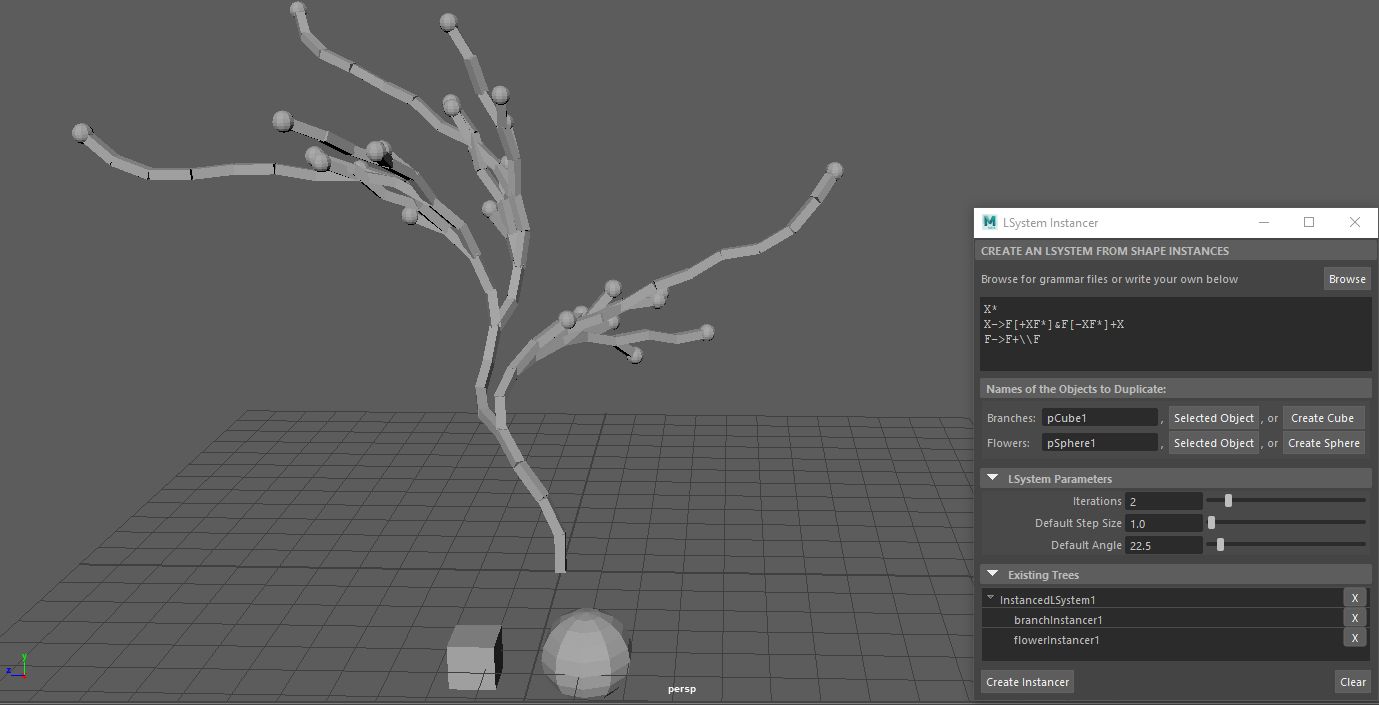 LSystem Instancer
CREATE AN LSYSTEM FROM SHAPE INSTANCES
Browse for grammar files or write your own below Browse
X*
X->F[+XF*]&F[-XF*]+X
F->F+\\F
Names of the Objects to Duplicate:
Branches: pCube1 , Selected Object , or Create Cube
Flowers: pSphere1 , Selected Object , or Create Sphere
LSystem Parameters
Iterations 2
Default Step Size 1.0
Default Angle 22.5
Existing Trees
InstancedLSystem1 X
branchInstancer1 X
flowerInstancer1 X
Create Instancer Clear
y
z
persp